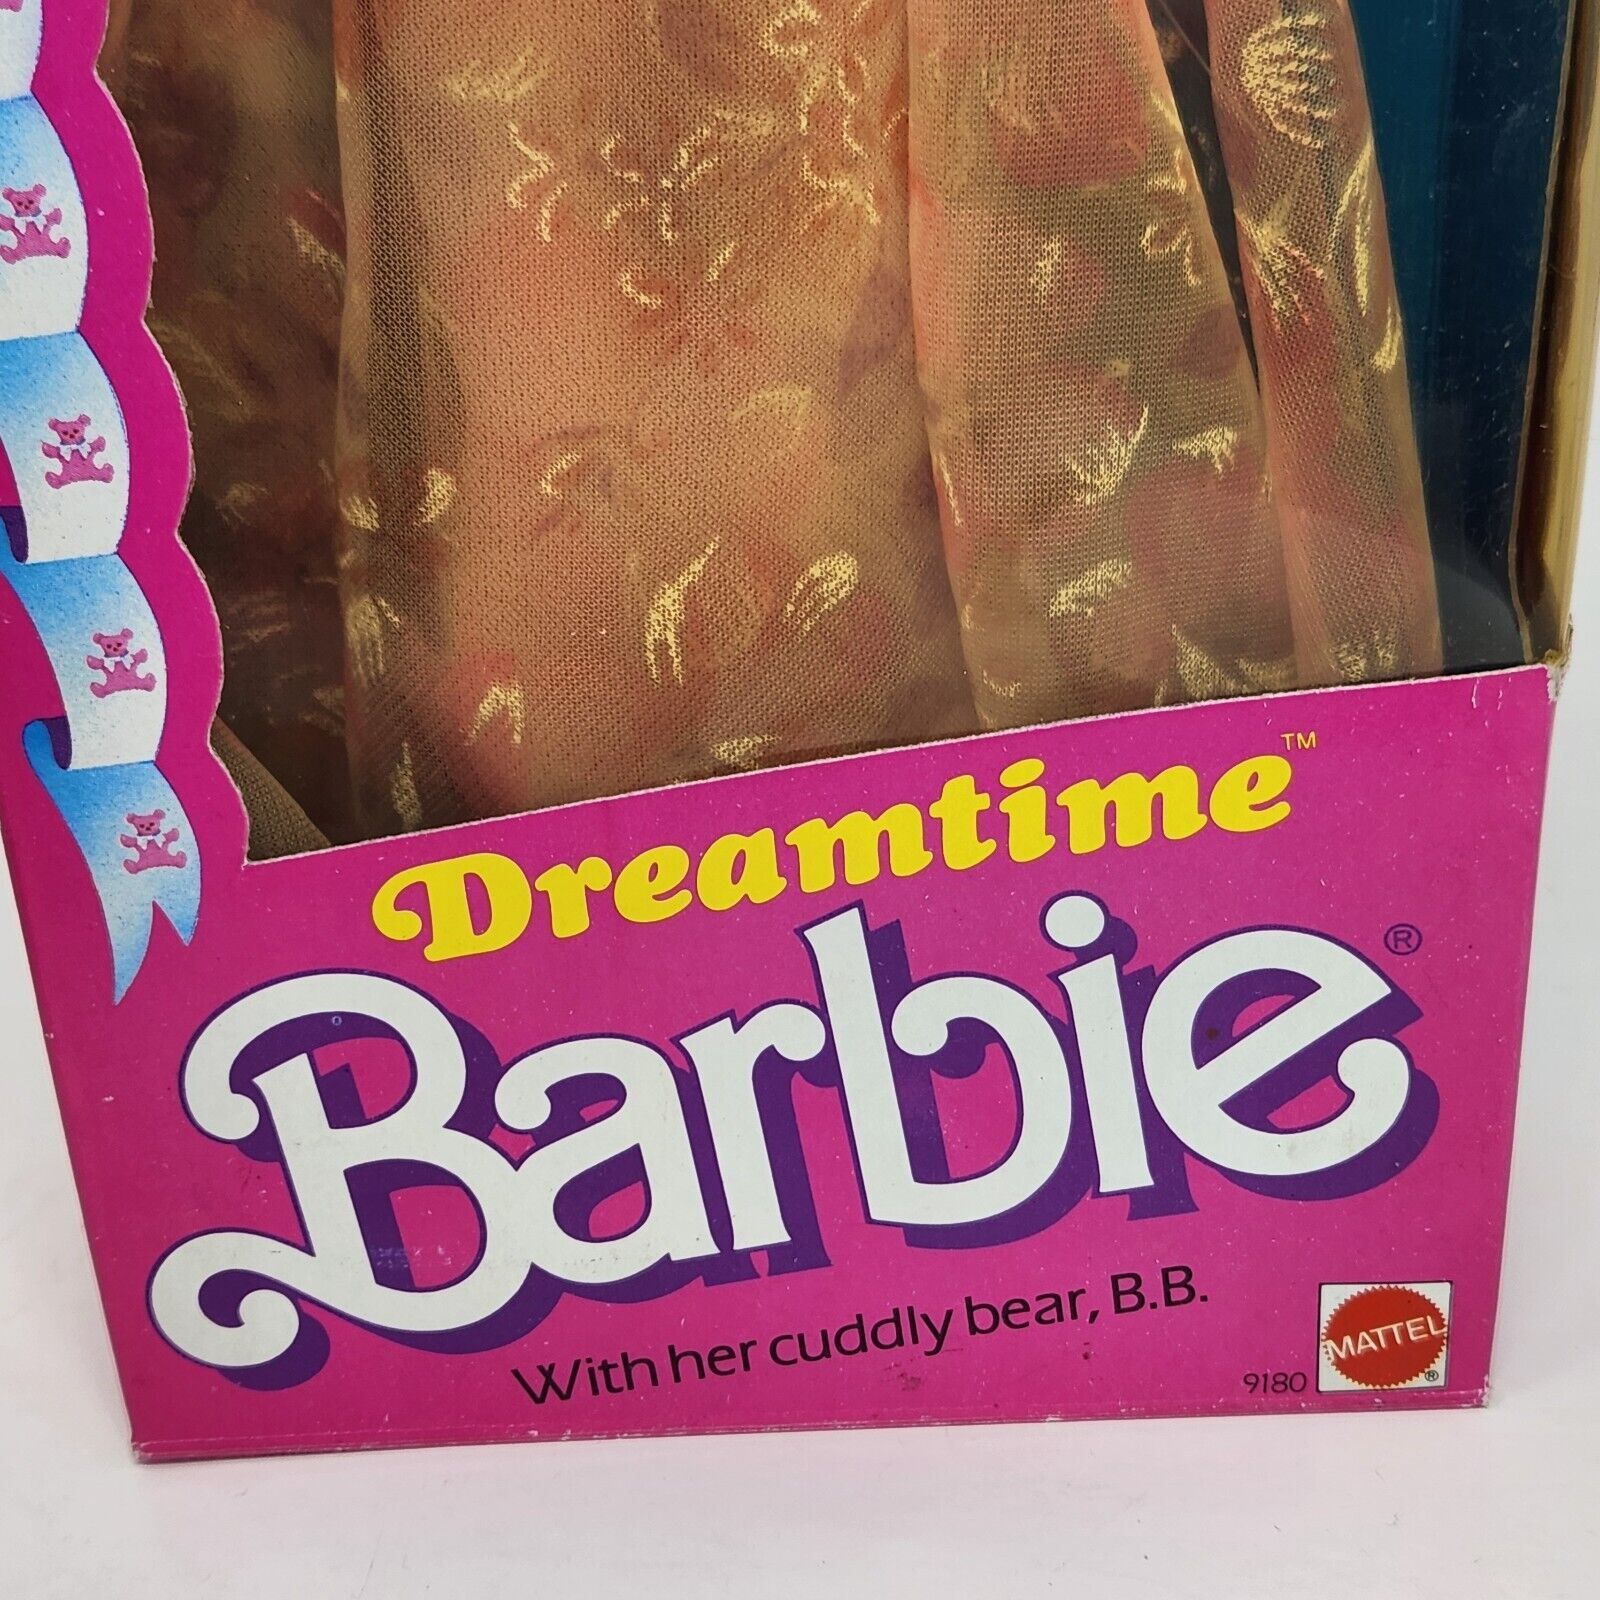 Dreamtime™
Barbie®
With her cuddly bear, B.B.
9180
MATTEL®